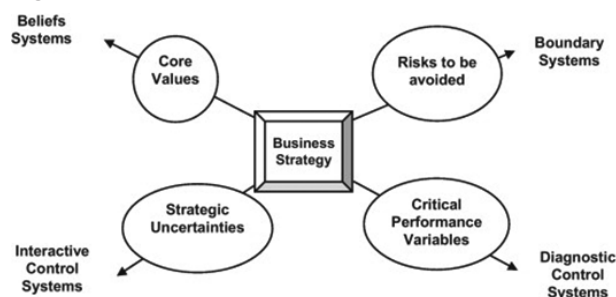 Beliefs
Systems
Core
Values
Risks to be
avoided
Boundary
Systems
Business
Strategy
Strategic
Uncertainties
Critical
Performance
Variables
Interactive
Control
Systems
Diagnostic
Control
Systems